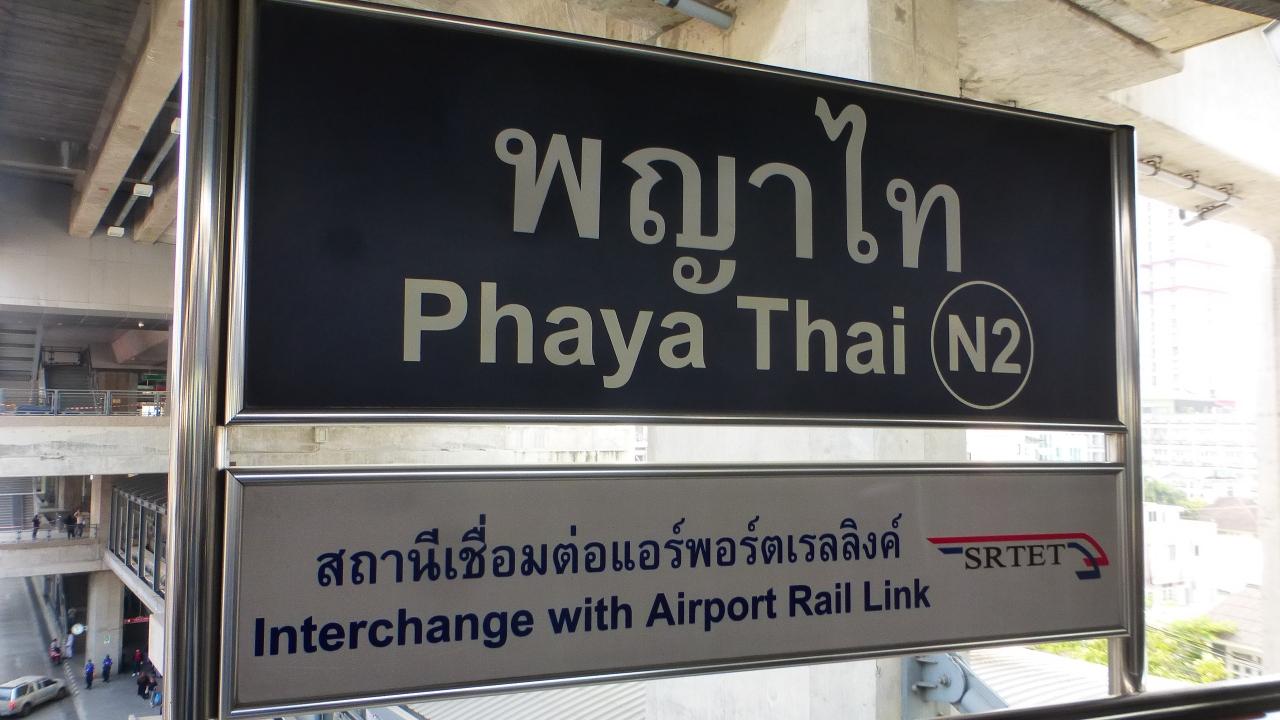 พญาไท
Phaya Thai N2
สถานีเชื่อมต่อแอร์พอร์ตเรลลิงค์
Interchange with Airport Rail Link
SRTET